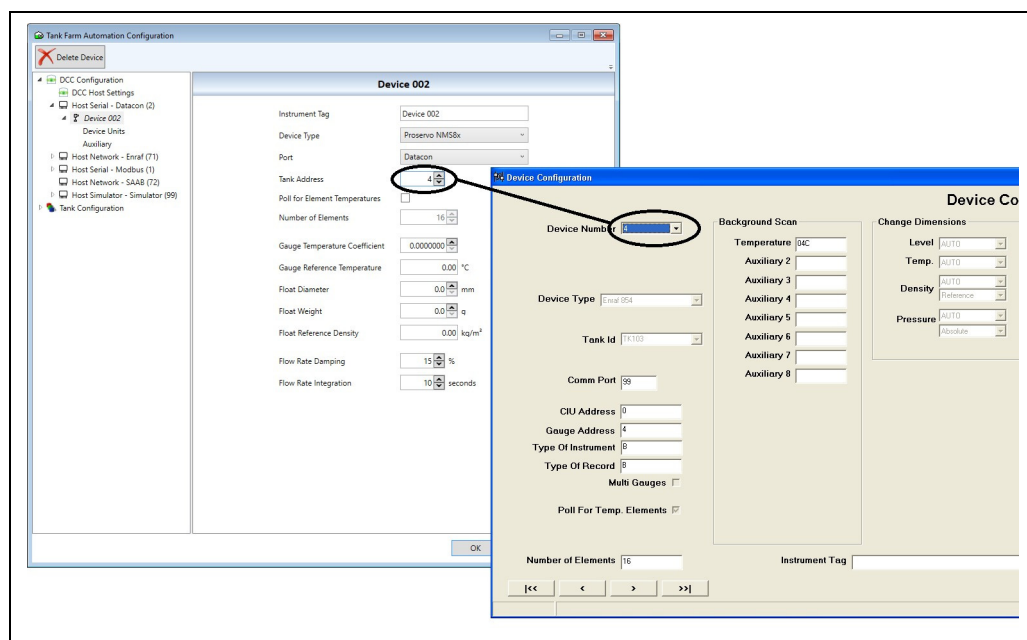 Tank Farm Automation Configuration
Delete Device
DCC Configuration
DCC Host Settings
Host Serial - Datacon (2)
Device 002
Device Units
Auxiliary
Host Network - Enraf (71)
Host Serial - Modbus (1)
Host Network - SAAB (72)
Host Simulator - Simulator (99)
Tank Configuration
Device 002
Instrument Tag Device 002
Device Type Proservo NMS8x
Port Datacon
Tank Address 4
Poll for Element Temperatures
Number of Elements 16
Gauge Temperature Coefficient 0.0000000
Gauge Reference Temperature 0.00 °C
Float Diameter 0.0 mm
Float Weight 0.0 g
Float Reference Density 0.00 kg/m³
Flow Rate Damping 15 %
Flow Rate Integration 10 seconds
OK
Device Configuration
Device Co
Device Number 4
Device Type Enraf 854
Tank Id TK103
Comm Port 99
CIU Address 0
Gauge Address 4
Type Of Instrument B
Type Of Record B
Multi Gauges
Poll For Temp. Elements
Number of Elements 16
Background Scan
Temperature 04C
Auxiliary 2
Auxiliary 3
Auxiliary 4
Auxiliary 5
Auxiliary 6
Auxiliary 7
Auxiliary 8
Change Dimensions
Level AUTO
Temp. AUTO
Density AUTO
Reference
Pressure AUTO
Absolute
Instrument Tag
|<< < > >>|